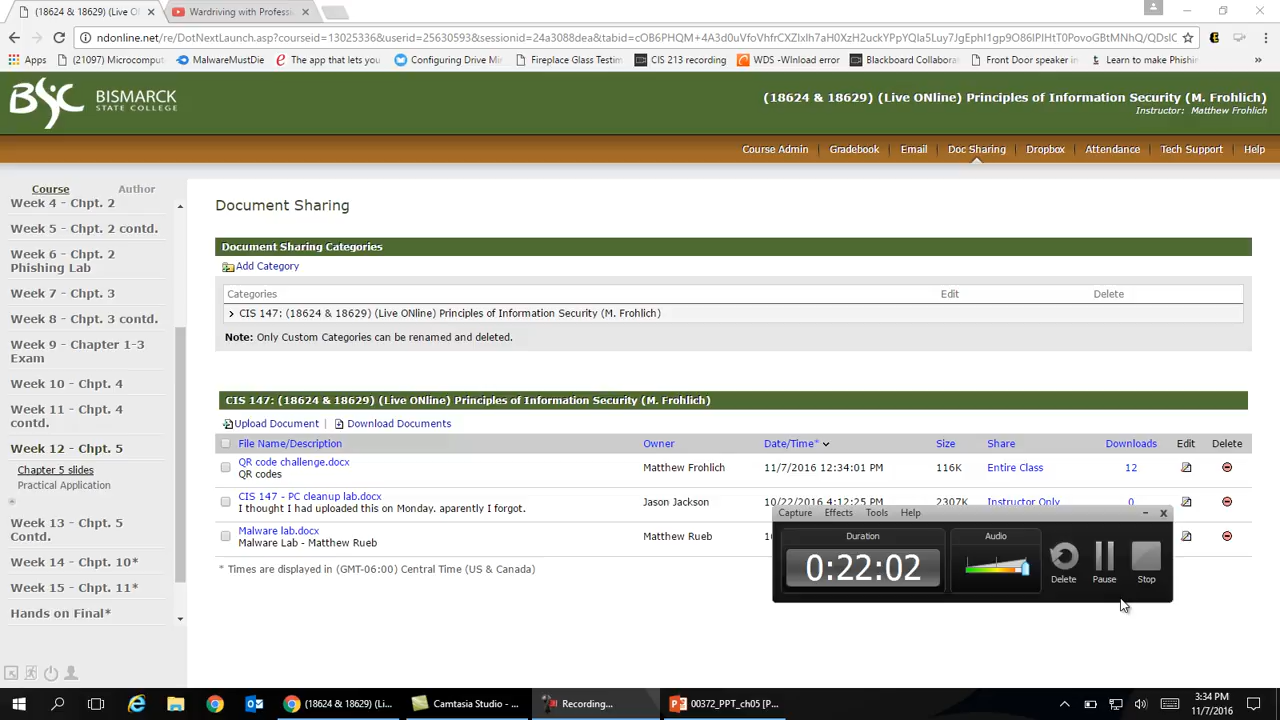 (18624 & 18629) (Live ON
Wardriving with Professi
ndonline.net/re/DotNextLaunch.asp?courseid=13025336&userid=25630593&sessionid=24a3088dea&tabid=
Apps
(21097) Microcomput
MalwareMustDie
The app that lets you
Configuring Drive Mir
Fireplace Glass Testim
CIS 213 recording
WDS -Winload error
Blackboard Collabora
Front Door speaker in
Learn to make Phishi
»
BSC
BISMARCK
STATE COLLEGE
(18624 & 18629) (Live ONline) Principles of Information Security (M. Frohlich)
Instructor: Matthew Frohlich
Course Admin | Gradebook | Email | Doc Sharing | Dropbox | Attendance | Tech Support | Help
Course Author
Week 4 - Chpt. 2
Week 5 - Chpt. 2 contd.
Week 6 - Chpt. 2
Phishing Lab
Week 7 - Chpt. 3
Week 8 - Chpt. 3 contd.
Week 9 - Chapter 1-3
Exam
Week 10 - Chpt. 4
Week 11 - Chpt. 4
contd.
Week 12 - Chpt. 5
Chapter 5 slides
Practical Application
Week 13 - Chpt. 5
Contd.
Week 14 - Chpt. 10*
Week 15 - Chpt. 11*
Hands on Final*
Document Sharing
Document Sharing Categories
Add Category
Categories Edit Delete
CIS 147: (18624 & 18629) (Live ONline) Principles of Information Security (M. Frohlich)
Note: Only Custom Categories can be renamed and deleted.
CIS 147: (18624 & 18629) (Live ONline) Principles of Information Security (M. Frohlich)
Upload Document | Download Documents
File Name/Description Owner Date/Time* Size Share Downloads Edit Delete
QR code challenge.docx
QR codes
Matthew Frohlich 11/7/2016 12:34:01 PM 116K Entire Class 12
CIS 147 - PC cleanup lab.docx
I thought I had uploaded this on Monday. aparently I forgot.
Jason Jackson 10/22/2016 4:12:25 PM 2307K Instructor Only 0
Malware lab.docx
Malware Lab - Matthew Rueb
Matthew Rueb
* Times are displayed in (GMT-06:00) Central Time (US & Canada)
Capture Effects Tools Help
Duration
0:22:02
Audio
Delete Pause Stop
(18624 & 18629) (Li...
Camtasia Studio - ...
Recording...
00372_PPT_ch05 [P...
3:34 PM
11/7/2016